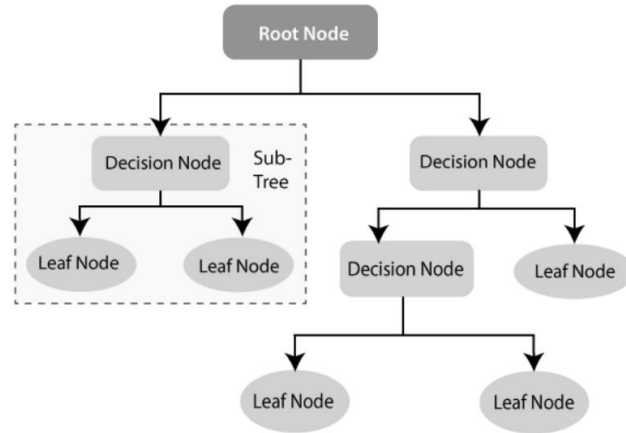 Root Node
Decision Node
Sub-
Tree
Decision Node
Leaf Node
Leaf Node
Decision Node
Leaf Node
Leaf Node
Leaf Node